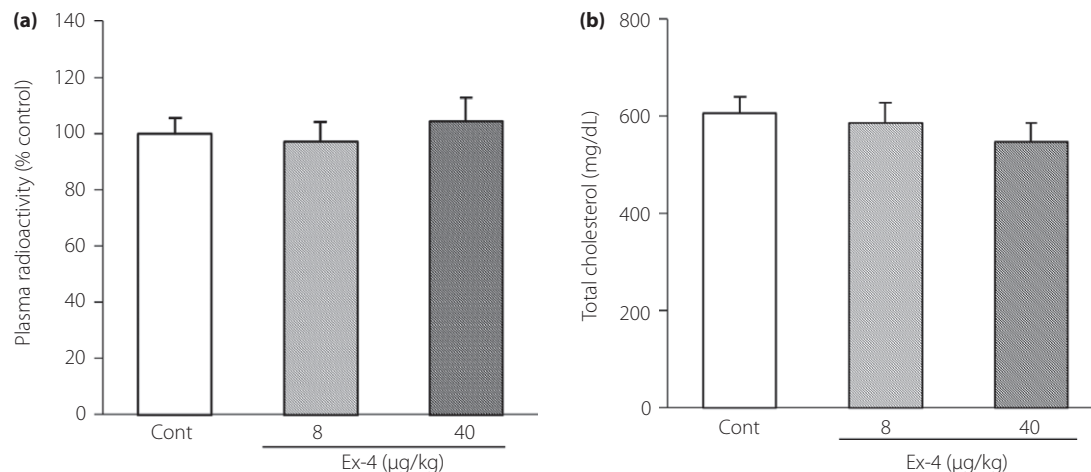 (a)
140
120
100
80
60
40
20
0
Plasma radioactivity (% control)
Cont
8
40
Ex-4 (μg/kg)
(b)
800
600
400
200
0
Total cholesterol (mg/dL)
Cont
8
40
Ex-4 (μg/kg)